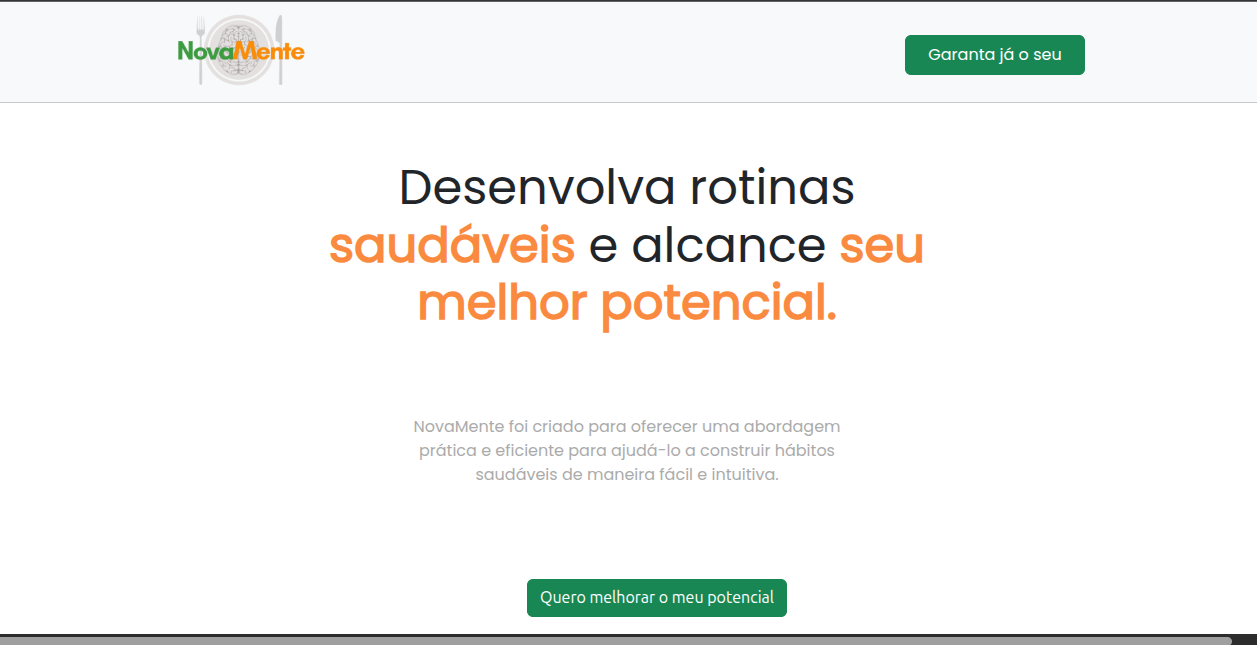 NovaMente
Garanta já o seu
Desenvolva rotinas
saudáveis e alcance seu
melhor potencial.
NovaMente foi criado para oferecer uma abordagem
prática e eficiente para ajudá-lo a construir hábitos
saudáveis de maneira fácil e intuitiva.
Quero melhorar o meu potencial